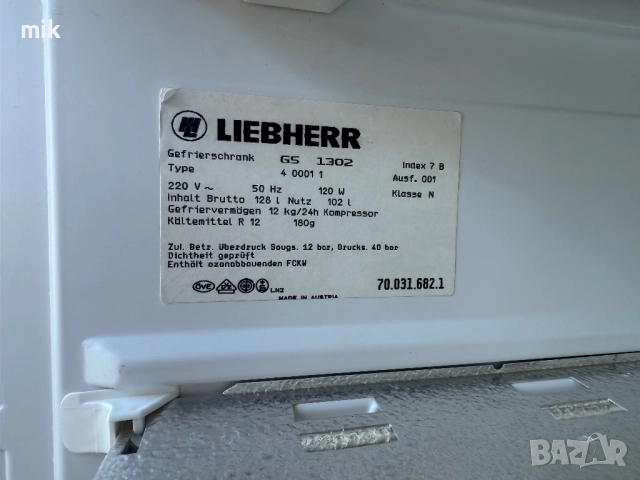 mik
LIEBHERR
Gefrierschrank GS 1302 Index 7 B
Type 4 0001 1 Ausf. 001
220 V ~ 50 Hz 120 W Klasse N
Inhalt Brutto 128 l Nutz 102 l
Gefriervermögen 12 kg/24h Kompressor
Kältemittel R 12 180g
Zul. Betr. Überdruck Saugs. 12 bar, Drucks. 40 bar
Dichtheit geprüft
Enthält ozonabbauenden FCKW
ÖVE LN2 70.031.682.1
MADE IN AUSTRIA
BAZAR